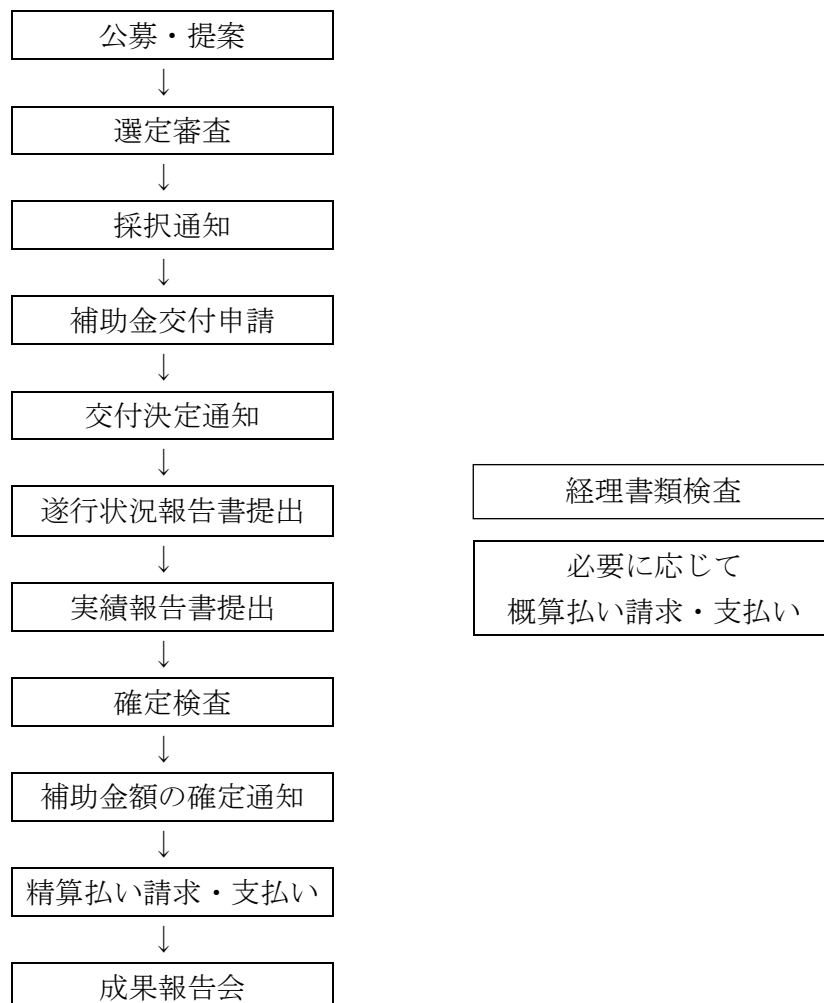 公募・提案
↓
選定審査
↓
採択通知
↓
補助金交付申請
↓
交付決定通知
↓
遂行状況報告書提出
↓
実績報告書提出
↓
確定検査
↓
補助金額の確定通知
↓
精算払い請求・支払い
↓
成果報告会
経理書類検査
必要に応じて
概算払い請求・支払い